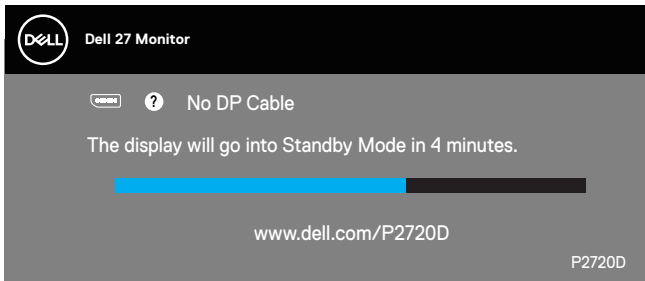 DELL
Dell 27 Monitor
? No DP Cable
The display will go into Standby Mode in 4 minutes.
www.dell.com/P2720D
P2720D